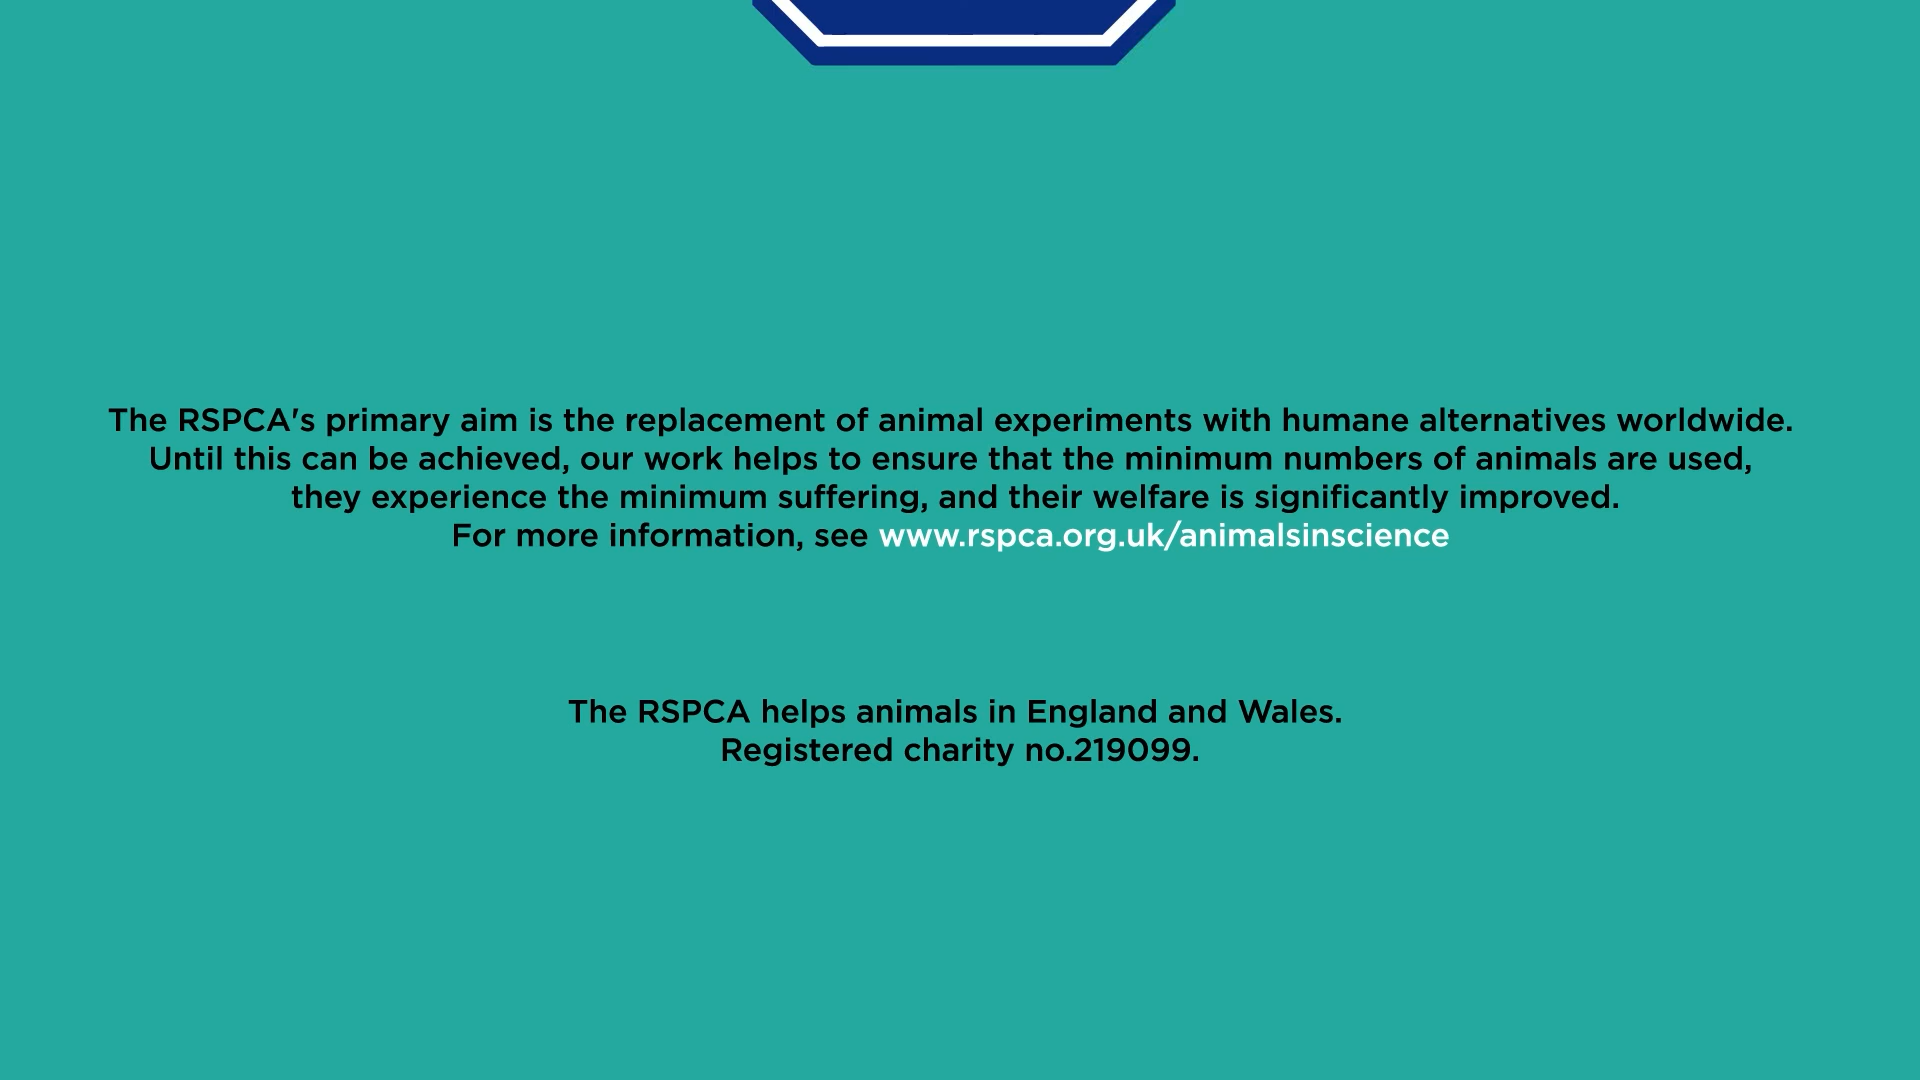 The RSPCA's primary aim is the replacement of animal experiments with humane alternatives worldwide.
Until this can be achieved, our work helps to ensure that the minimum numbers of animals are used,
they experience the minimum suffering, and their welfare is significantly improved.
For more information, see www.rspca.org.uk/animalsinscience
The RSPCA helps animals in England and Wales.
Registered charity no.219099.